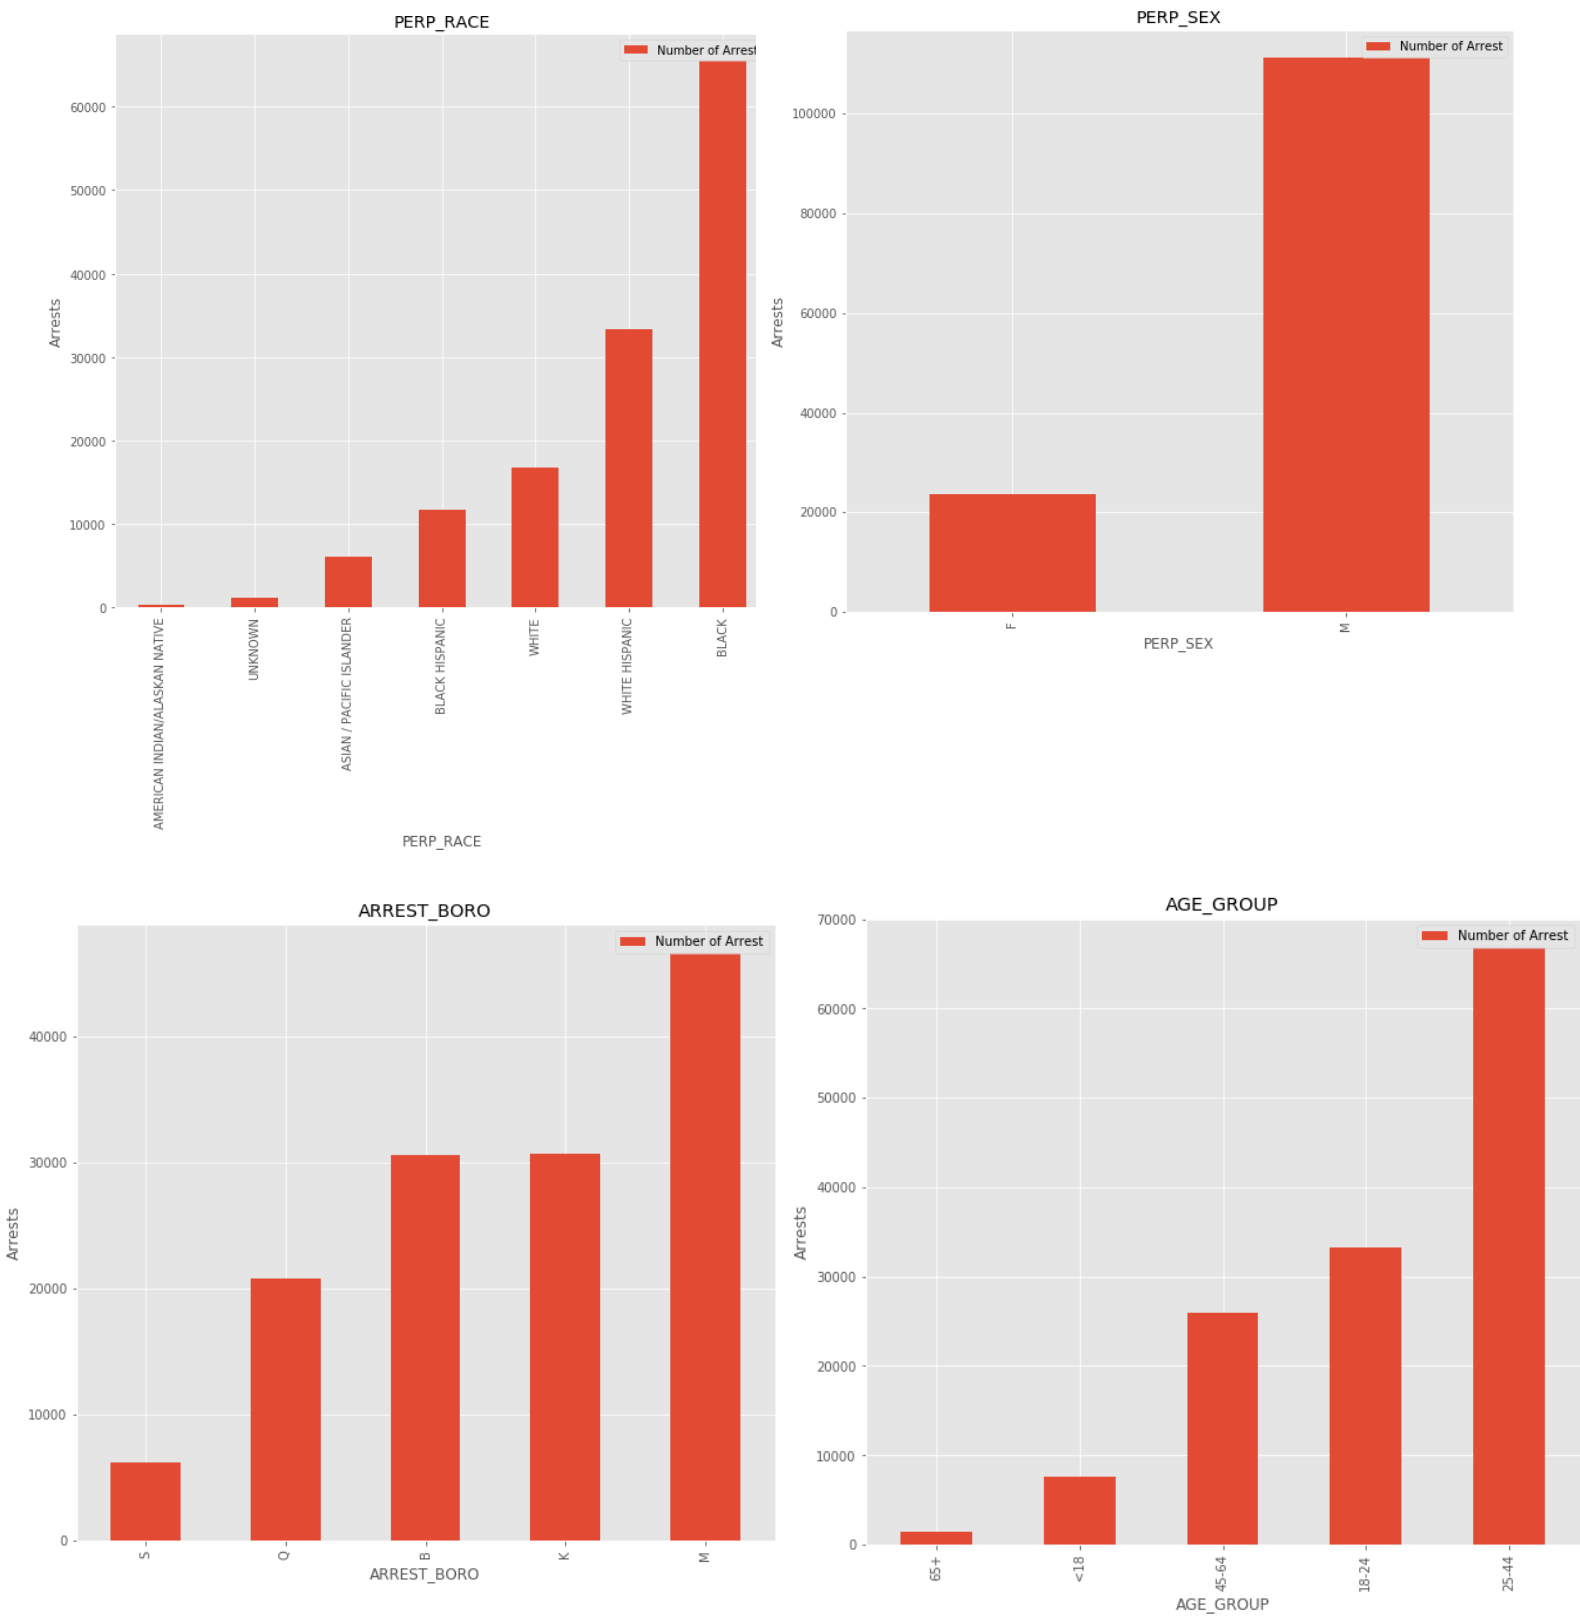 PERP_RACE
Number of Arrest
60000
50000
40000
30000
20000
10000
0
Arrests
AMERICAN INDIAN/ALASKAN NATIVE
UNKNOWN
ASIAN / PACIFIC ISLANDER
BLACK HISPANIC
WHITE
WHITE HISPANIC
BLACK
PERP_RACE
PERP_SEX
Number of Arrest
100000
80000
60000
40000
20000
0
Arrests
F
M
PERP_SEX
ARREST_BORO
Number of Arrest
40000
30000
20000
10000
0
Arrests
S
Q
B
K
M
ARREST_BORO
AGE_GROUP
Number of Arrest
70000
60000
50000
40000
30000
20000
10000
0
Arrests
65+
<18
45-64
18-24
25-44
AGE_GROUP